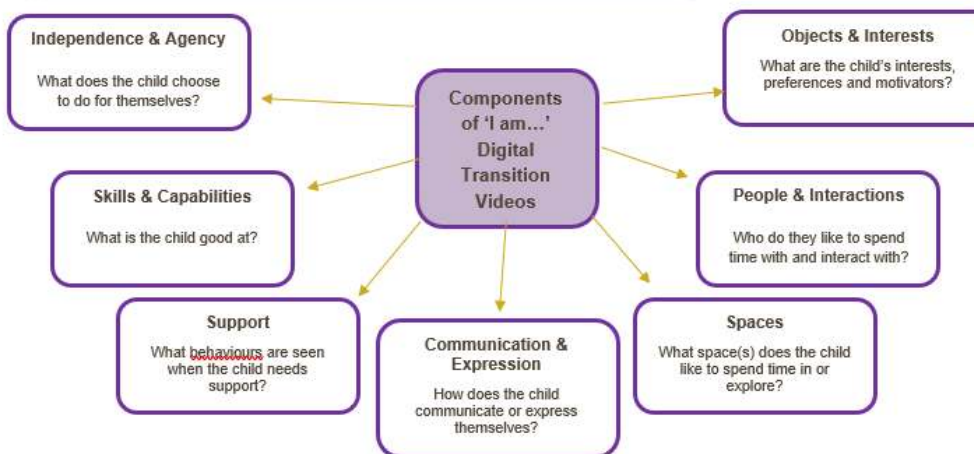 Components
of ‘I am…’
Digital
Transition
Videos
Independence & Agency
What does the child choose
to do for themselves?
Skills & Capabilities
What is the child good at?
Support
What behaviours are seen
when the child needs
support?
Communication &
Expression
How does the child
communicate or express
themselves?
Spaces
What space(s) does the child
like to spend time in or
explore?
People & Interactions
Who do they like to spend
time with and interact with?
Objects & Interests
What are the child’s interests,
preferences and motivators?